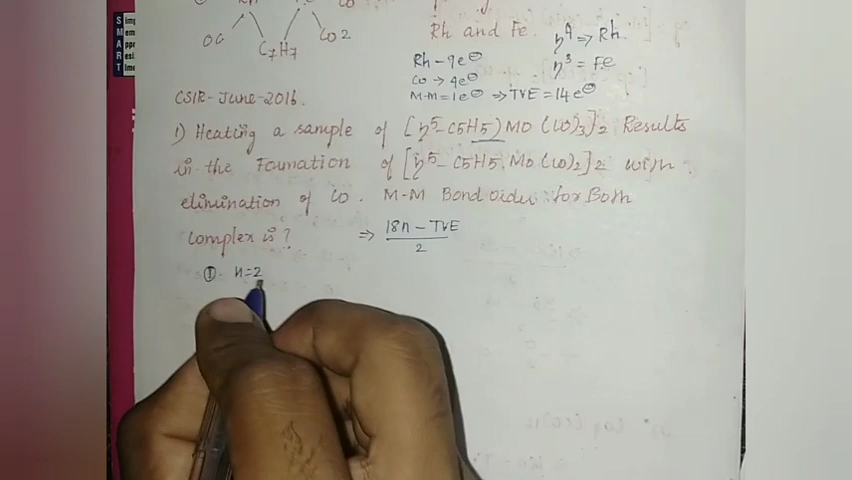 S
M
A
R
T
OC
C7H7
CO 2
Rh and Fe.
η4 => Rh
η3 = Fe
Rh - 9e⊖
CO → 4e⊖
M-M = 1e⊖ => TVE = 14e⊖
CSIR-June-2016.
1) Heating a sample of [η5- C5H5) MO (CO)3]2 Results
in the Formation of [η5- C5H5 Mo (CO)2]2 with
elimination of CO. M-M Bond Order for Both
complex is?
=> 18n - TVE
2
① n=2